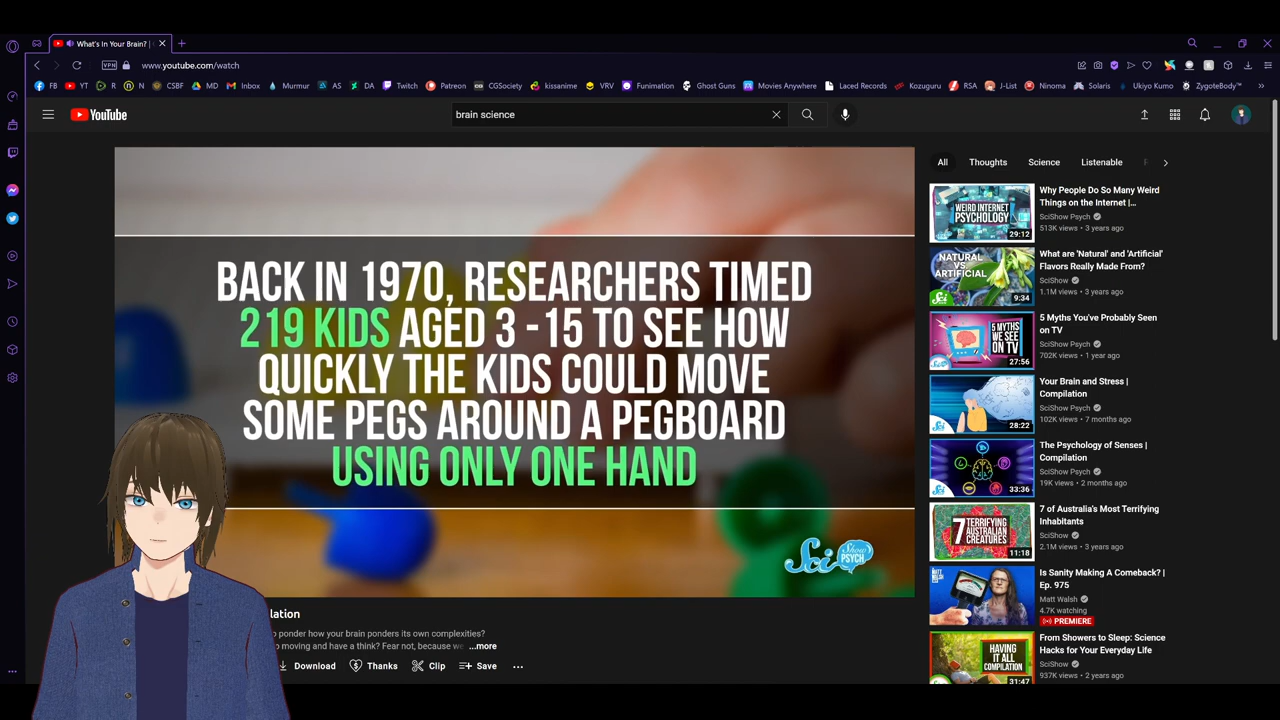 What's In Your Brain? |
VPN
www.youtube.com/watch
FB
YT
R
N
CSBF
MD
Inbox
Murmur
AS
DA
Twitch
Patreon
CGSociety
kissanime
VRV
Funimation
Ghost Guns
Movies Anywhere
Laced Records
Kozuguru
RSA
J-List
Ninoma
Solaris
Ukiyo Kumo
ZygoteBody™
YouTube
brain science
BACK IN 1970, RESEARCHERS TIMED
219 KIDS AGED 3 -15 TO SEE HOW
QUICKLY THE KIDS COULD MOVE
SOME PEGS AROUND A PEGBOARD
USING ONLY ONE HAND
Sci Show PSYCH
lation
o ponder how your brain ponders its own complexities?
o moving and have a think? Fear not, because we
...more
Download
Thanks
Clip
Save
All
Thoughts
Science
Listenable
WEIRD INTERNET
PSYCHOLOGY
29:12
Why People Do So Many Weird
Things on the Internet |...
SciShow Psych
513K views • 3 years ago
NATURAL
VS.
ARTIFICIAL
9:34
What are 'Natural' and 'Artificial'
Flavors Really Made From?
SciShow
1.1M views • 3 years ago
5 MYTHS
WE SEE
ON TV
27:56
5 Myths You've Probably Seen
on TV
SciShow Psych
702K views • 1 year ago
28:22
Your Brain and Stress |
Compilation
SciShow Psych
102K views • 7 months ago
33:36
The Psychology of Senses |
Compilation
SciShow Psych
19K views • 2 months ago
7 TERRIFYING
AUSTRALIAN
CREATURES
11:18
7 of Australia's Most Terrifying
Inhabitants
SciShow
2.1M views • 3 years ago
MATT
WALSH
Is Sanity Making A Comeback? |
Ep. 975
Matt Walsh
4.7K watching
PREMIERE
HAVING
IT ALL
COMPILATION
31:47
From Showers to Sleep: Science
Hacks for Your Everyday Life
SciShow
937K views • 2 years ago